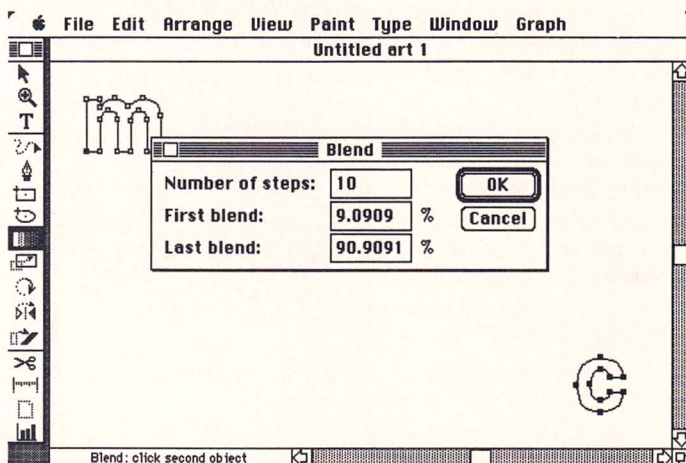 File Edit Arrange View Paint Type Window Graph
Untitled art 1
T
m
Blend
Number of steps: 10
OK
First blend: 9.0909 %
Cancel
Last blend: 90.9091 %
c
Blend: click second object